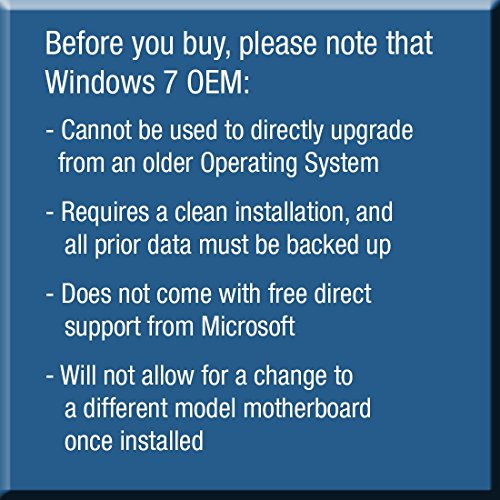 Before you buy, please note that
Windows 7 OEM:
- Cannot be used to directly upgrade
from an older Operating System
- Requires a clean installation, and
all prior data must be backed up
- Does not come with free direct
support from Microsoft
- Will not allow for a change to
a different model motherboard
once installed